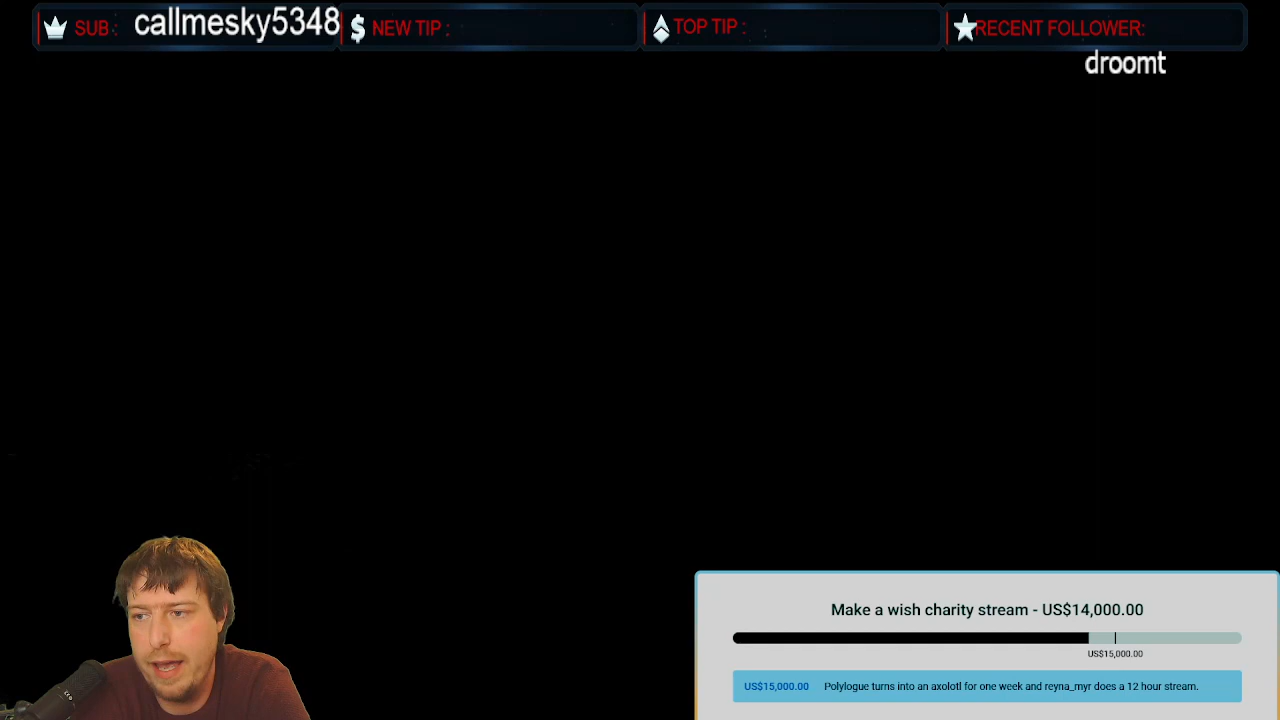 SUB : callmesky5348
NEW TIP :
TOP TIP :
RECENT FOLLOWER:
droomt
Make a wish charity stream - US$14,000.00
US$15,000.00
US$15,000.00 Polylogue turns into an axolotl for one week and reyna_myr does a 12 hour stream.